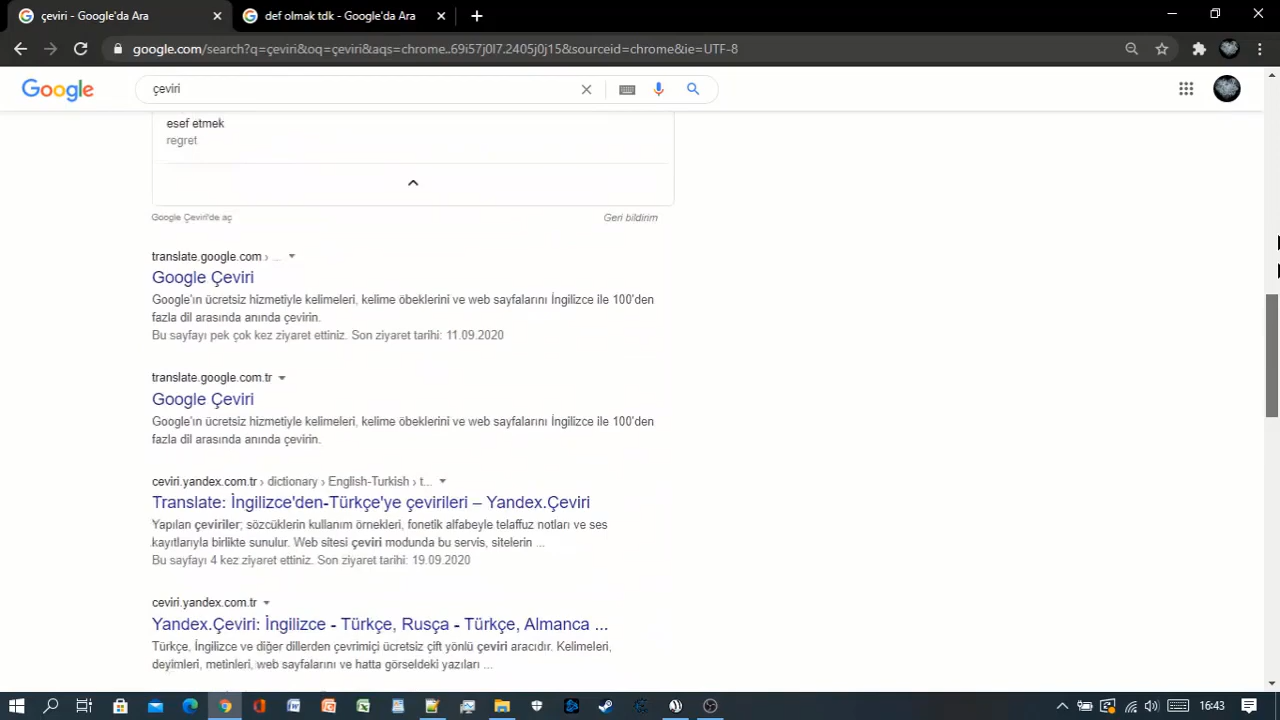 çeviri - Google'da Ara
def olmak tdk - Google'da Ara
google.com/search?q=çeviri&oq=çeviri&aqs=chrome..69i57j0l7.2405j0j15&sourceid=chrome&ie=UTF-8
Google
çeviri
esef etmek
regret
Google Çeviri'de aç
Geri bildirim
translate.google.com › ...
Google Çeviri
Google'ın ücretsiz hizmetiyle kelimeleri, kelime öbeklerini ve web sayfalarını İngilizce ile 100'den
fazla dil arasında anında çevirin.
Bu sayfayı pek çok kez ziyaret ettiniz. Son ziyaret tarihi: 11.09.2020
translate.google.com.tr
Google Çeviri
Google'ın ücretsiz hizmetiyle kelimeleri, kelime öbeklerini ve web sayfalarını İngilizce ile 100'den
fazla dil arasında anında çevirin.
ceviri.yandex.com.tr › dictionary › English-Turkish › t...
Translate: İngilizce'den-Türkçe'ye çevirileri – Yandex.Çeviri
Yapılan çeviriler; sözcüklerin kullanım örnekleri, fonetik alfabeyle telaffuz notları ve ses
kayıtlarıyla birlikte sunulur. Web sitesi çeviri modunda bu servis, sitelerin ...
Bu sayfayı 4 kez ziyaret ettiniz. Son ziyaret tarihi: 19.09.2020
ceviri.yandex.com.tr
Yandex.Çeviri: İngilizce - Türkçe, Rusça - Türkçe, Almanca ...
Türkçe, İngilizce ve diğer dillerden çevrimiçi ücretsiz çift yönlü çeviri aracıdır. Kelimeleri,
deyimleri, metinleri, web sayfalarını ve hatta görseldeki yazıları ...
16:43